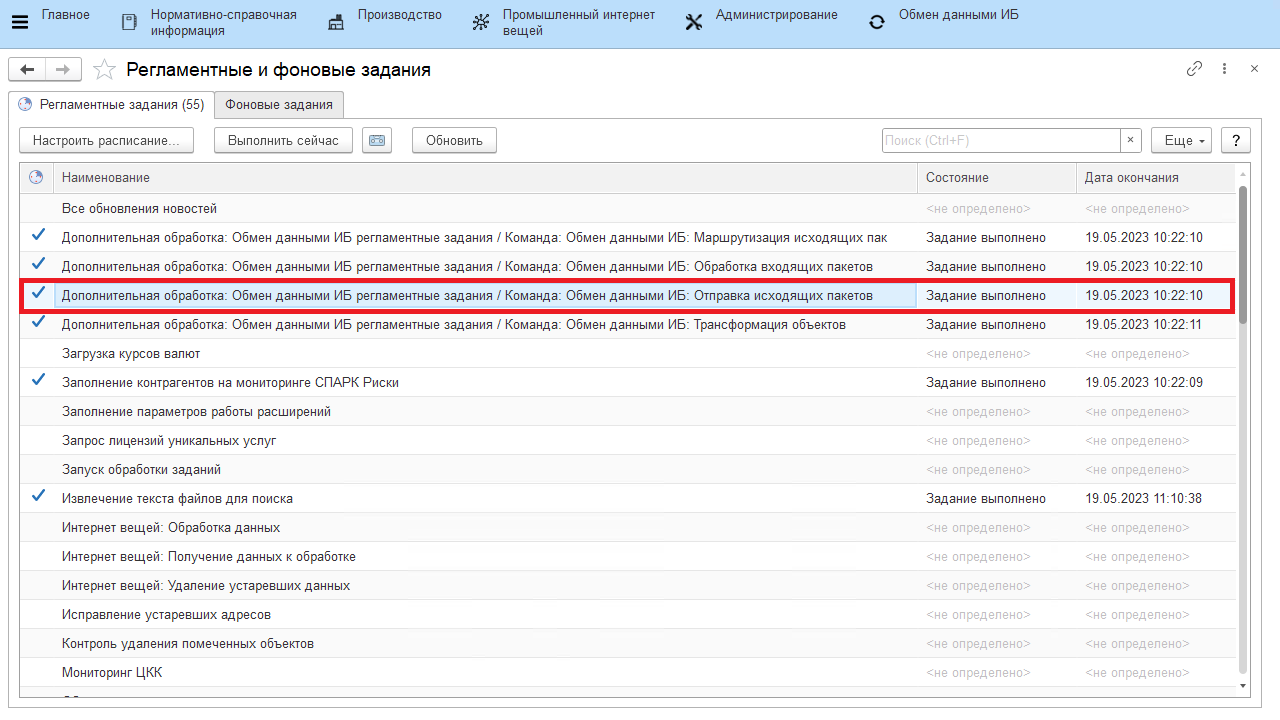 Главное
Нормативно-справочная
информация
Производство
Промышленный интернет
вещей
Администрирование
Обмен данными ИБ
Регламентные и фоновые задания
Регламентные задания (55)
Фоновые задания
Настроить расписание...
Выполнить сейчас
Обновить
Поиск (Ctrl+F)
×
Еще
?
Наименование Состояние Дата окончания
Все обновления новостей <не определено> <не определено>
Дополнительная обработка: Обмен данными ИБ регламентные задания / Команда: Обмен данными ИБ: Маршрутизация исходящих пак Задание выполнено 19.05.2023 10:22:10
Дополнительная обработка: Обмен данными ИБ регламентные задания / Команда: Обмен данными ИБ: Обработка входящих пакетов Задание выполнено 19.05.2023 10:22:10
Дополнительная обработка: Обмен данными ИБ регламентные задания / Команда: Обмен данными ИБ: Отправка исходящих пакетов Задание выполнено 19.05.2023 10:22:10
Дополнительная обработка: Обмен данными ИБ регламентные задания / Команда: Обмен данными ИБ: Трансформация объектов Задание выполнено 19.05.2023 10:22:11
Загрузка курсов валют <не определено> <не определено>
Заполнение контрагентов на мониторинге СПАРК Риски Задание выполнено 19.05.2023 10:22:09
Заполнение параметров работы расширений <не определено> <не определено>
Запрос лицензий уникальных услуг <не определено> <не определено>
Запуск обработки заданий <не определено> <не определено>
Извлечение текста файлов для поиска Задание выполнено 19.05.2023 11:10:38
Интернет вещей: Обработка данных <не определено> <не определено>
Интернет вещей: Получение данных к обработке <не определено> <не определено>
Интернет вещей: Удаление устаревших данных <не определено> <не определено>
Исправление устаревших адресов <не определено> <не определено>
Контроль удаления помеченных объектов <не определено> <не определено>
Мониторинг ЦКК <не определено> <не определено>